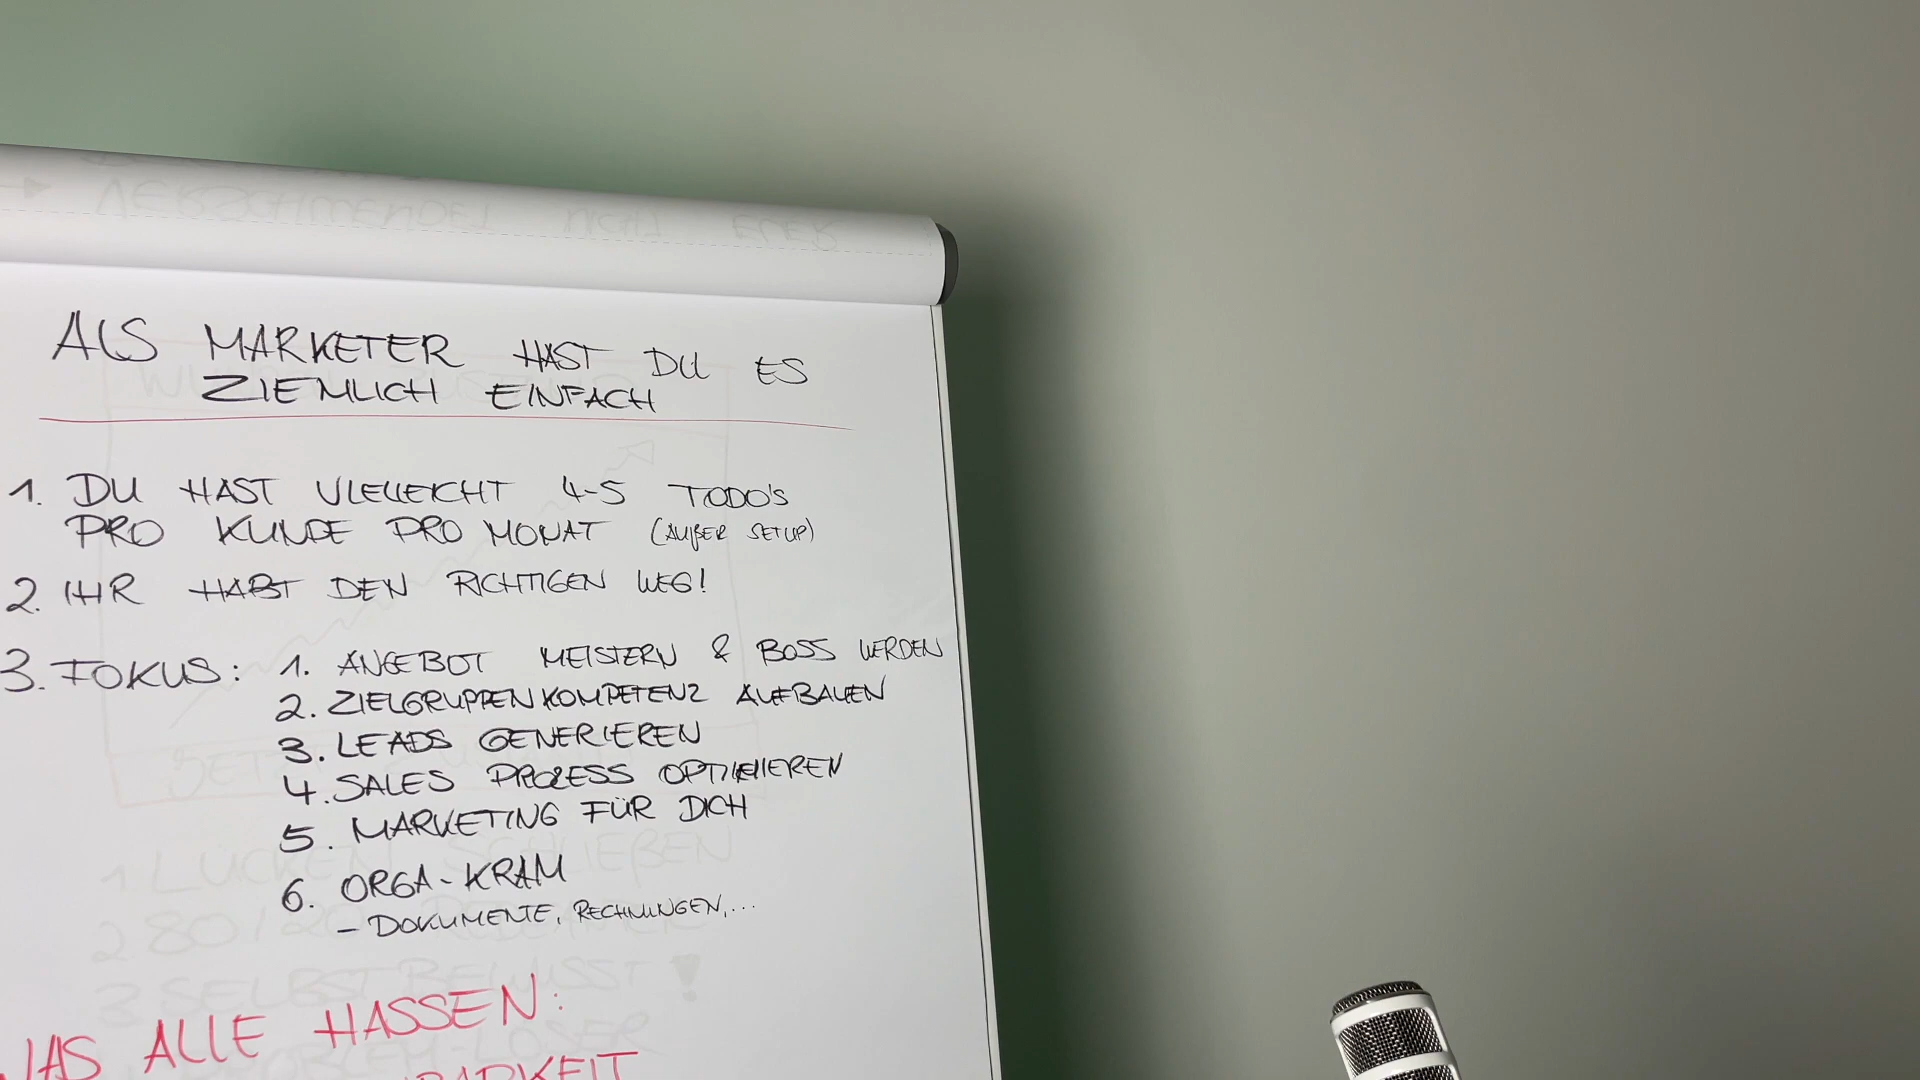 ALS MARKETER HAST DU ES
ZIEMLICH EINFACH
1. DU HAST VIELLEICHT 4-5 TODO'S
PRO KUNDE PRO MONAT (AUßER SETUP)
2. IHR HABT DEN RICHTIGEN WEG!
3. FOKUS: 1. ANGEBOT MEISTERN & BOSS WERDEN
2. ZIELGRUPPENKOMPETENZ AUFBAUEN
3. LEADS GENERIEREN
4. SALES PROZESS OPTIMIEREN
5. MARKETING FÜR DICH
6. ORGA-KRAM
- DOKUMENTE, RECHNUNGEN,...
WAS ALLE HASSEN: